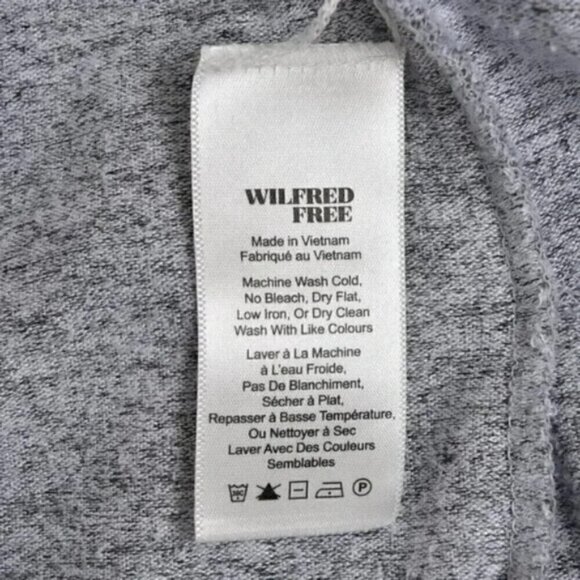 WILFRED
FREE
Made in Vietnam
Fabriqué au Vietnam
Machine Wash Cold,
No Bleach, Dry Flat,
Low Iron, Or Dry Clean
Wash With Like Colours
Laver à La Machine
à L'eau Froide,
Pas De Blanchiment,
Sécher à Plat,
Repasser à Basse Température,
Ou Nettoyer à Sec
Laver Avec Des Couleurs
Semblables
30C P